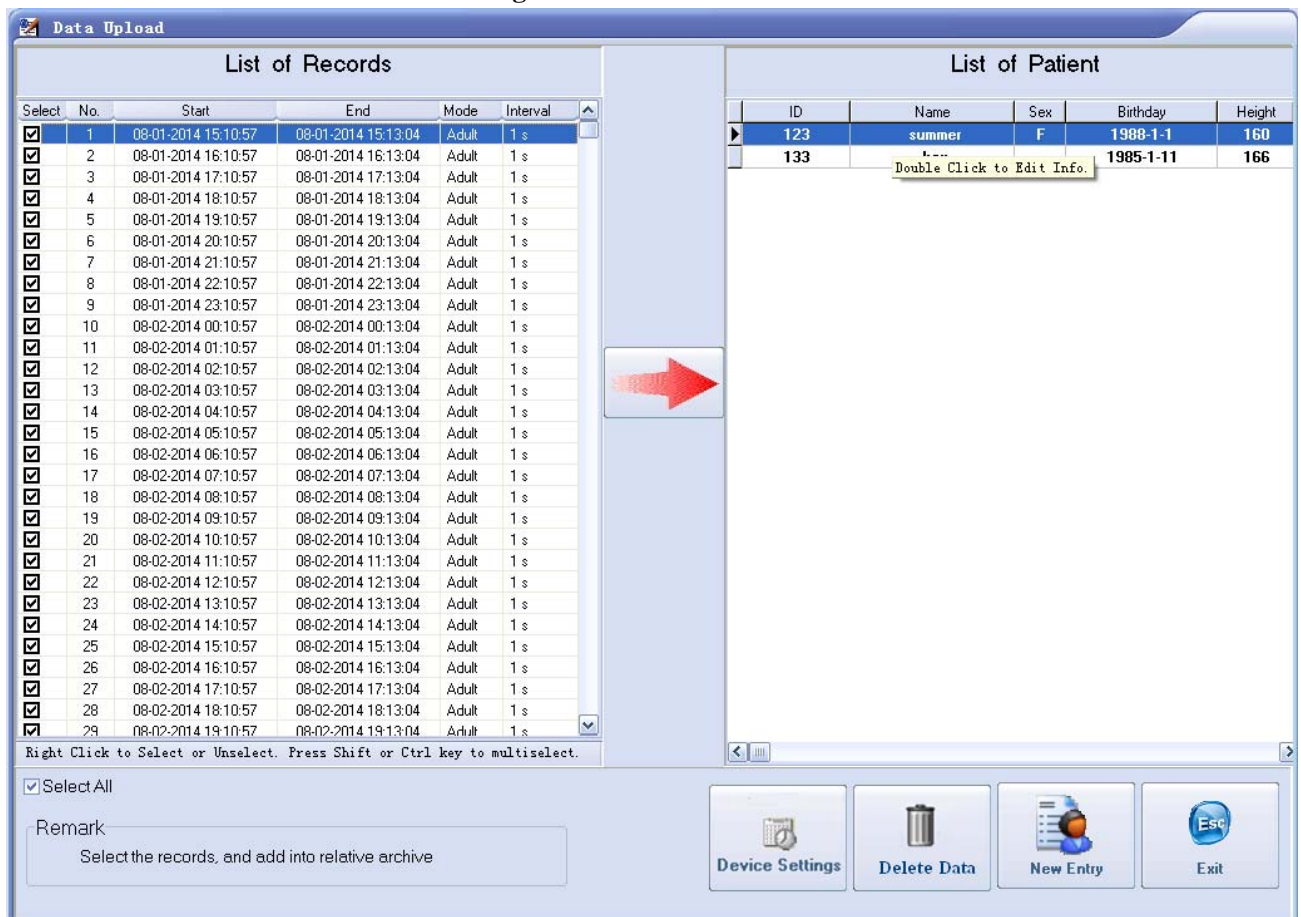 Data Upload
List of Records
Select No. Start End Mode Interval
1 08-01-2014 15:10:57 08-01-2014 15:13:04 Adult 1 s
2 08-01-2014 16:10:57 08-01-2014 16:13:04 Adult 1 s
3 08-01-2014 17:10:57 08-01-2014 17:13:04 Adult 1 s
4 08-01-2014 18:10:57 08-01-2014 18:13:04 Adult 1 s
5 08-01-2014 19:10:57 08-01-2014 19:13:04 Adult 1 s
6 08-01-2014 20:10:57 08-01-2014 20:13:04 Adult 1 s
7 08-01-2014 21:10:57 08-01-2014 21:13:04 Adult 1 s
8 08-01-2014 22:10:57 08-01-2014 22:13:04 Adult 1 s
9 08-01-2014 23:10:57 08-01-2014 23:13:04 Adult 1 s
10 08-02-2014 00:10:57 08-02-2014 00:13:04 Adult 1 s
11 08-02-2014 01:10:57 08-02-2014 01:13:04 Adult 1 s
12 08-02-2014 02:10:57 08-02-2014 02:13:04 Adult 1 s
13 08-02-2014 03:10:57 08-02-2014 03:13:04 Adult 1 s
14 08-02-2014 04:10:57 08-02-2014 04:13:04 Adult 1 s
15 08-02-2014 05:10:57 08-02-2014 05:13:04 Adult 1 s
16 08-02-2014 06:10:57 08-02-2014 06:13:04 Adult 1 s
17 08-02-2014 07:10:57 08-02-2014 07:13:04 Adult 1 s
18 08-02-2014 08:10:57 08-02-2014 08:13:04 Adult 1 s
19 08-02-2014 09:10:57 08-02-2014 09:13:04 Adult 1 s
20 08-02-2014 10:10:57 08-02-2014 10:13:04 Adult 1 s
21 08-02-2014 11:10:57 08-02-2014 11:13:04 Adult 1 s
22 08-02-2014 12:10:57 08-02-2014 12:13:04 Adult 1 s
23 08-02-2014 13:10:57 08-02-2014 13:13:04 Adult 1 s
24 08-02-2014 14:10:57 08-02-2014 14:13:04 Adult 1 s
25 08-02-2014 15:10:57 08-02-2014 15:13:04 Adult 1 s
26 08-02-2014 16:10:57 08-02-2014 16:13:04 Adult 1 s
27 08-02-2014 17:10:57 08-02-2014 17:13:04 Adult 1 s
28 08-02-2014 18:10:57 08-02-2014 18:13:04 Adult 1 s
29 08-02-2014 19:10:57 08-02-2014 19:13:04 Adult 1 s
Right Click to Select or Unselect. Press Shift or Ctrl key to multiselect.
Select All
Remark
Select the records, and add into relative archive
List of Patient
ID Name Sex Birthday Height
123 summer F 1988-1-1 160
133 1985-1-11 166
Double Click to Edit Info.
Device Settings
Delete Data
New Entry
Esc
Exit